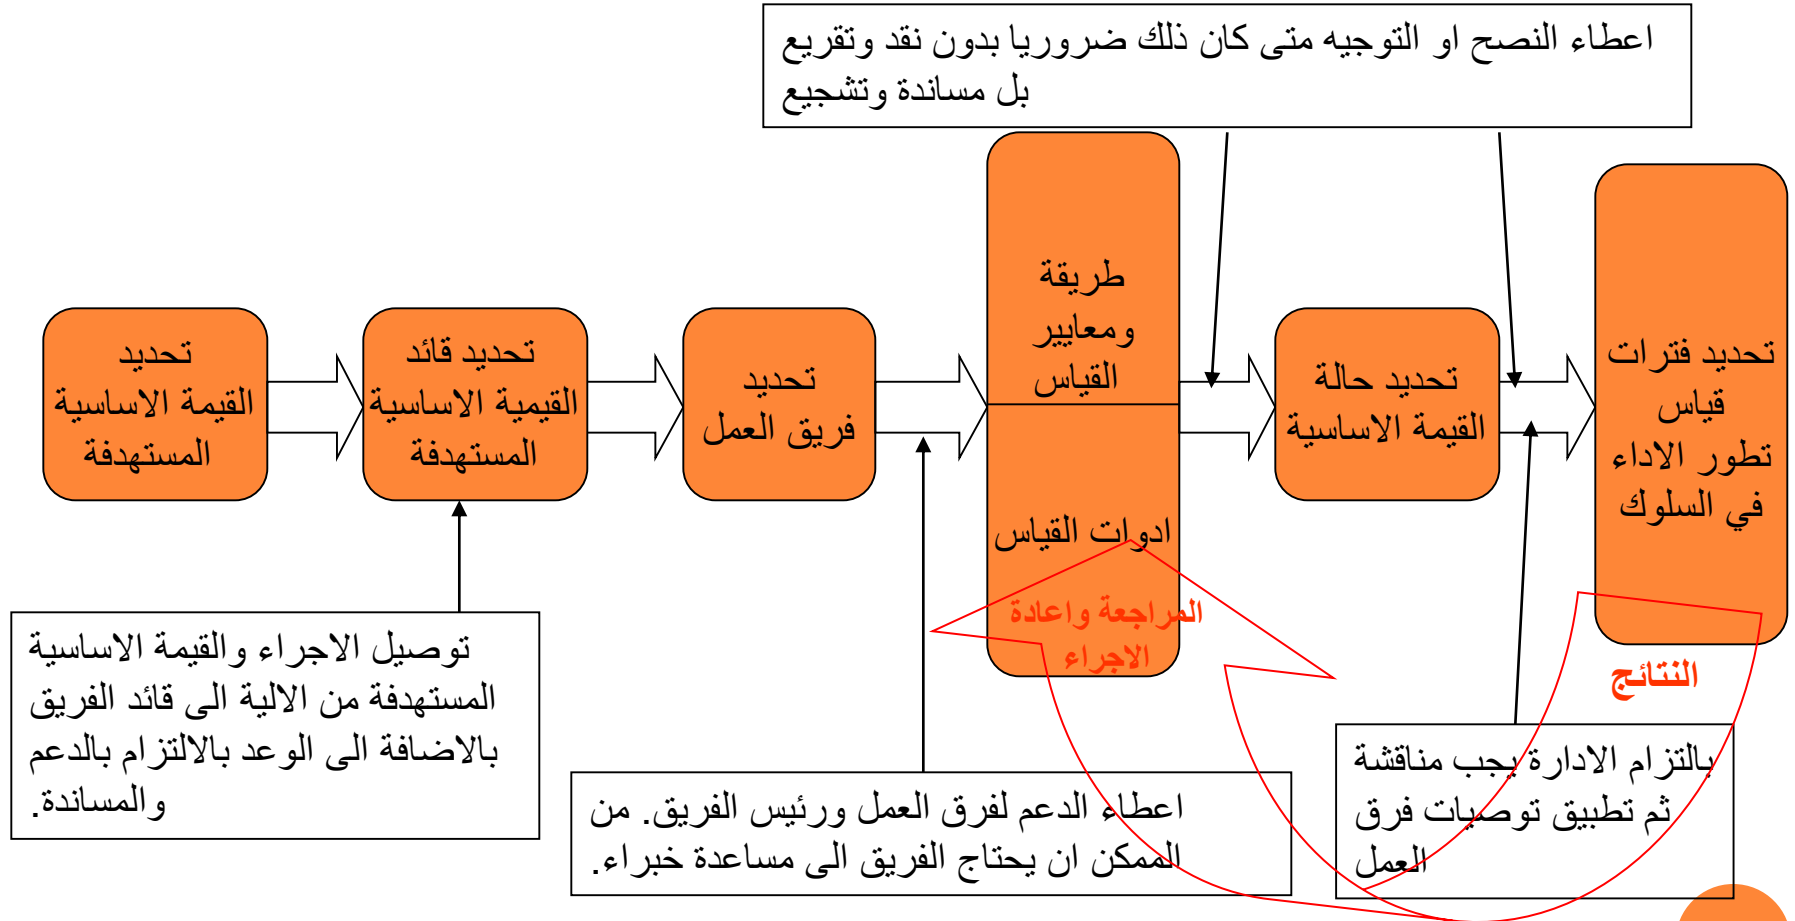 اعطاء النصح او التوجيه متى كان ذلك ضروريا بدون نقد وتقريع
بل مساندة وتشجيع
تحديد
القيمة الاساسية
المستهدفة
تحديد قائد
القيمية الاساسية
المستهدفة
تحديد
فريق العمل
طريقة
ومعايير
القياس
ادوات القياس
المراجعة واعادة
الاجراء
تحديد حالة
القيمة الاساسية
تحديد فترات
قياس
تطور الاداء
في السلوك
النتائج
توصيل الاجراء والقيمة الاساسية
المستهدفة من الالية الى قائد الفريق
بالاضافة الى الوعد بالالتزام بالدعم
والمساندة.
اعطاء الدعم لفرق العمل ورئيس الفريق. من
الممكن ان يحتاج الفريق الى مساعدة خبراء.
بالتزام الادارة يجب مناقشة
ثم تطبيق توصيات فرق
العمل